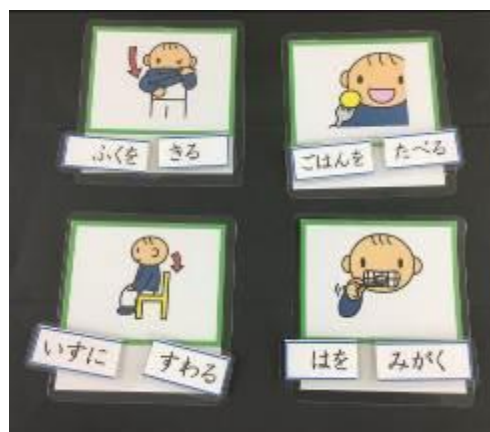 ふくを きる
ごはんを たべる
いすに すわる
はを みがく